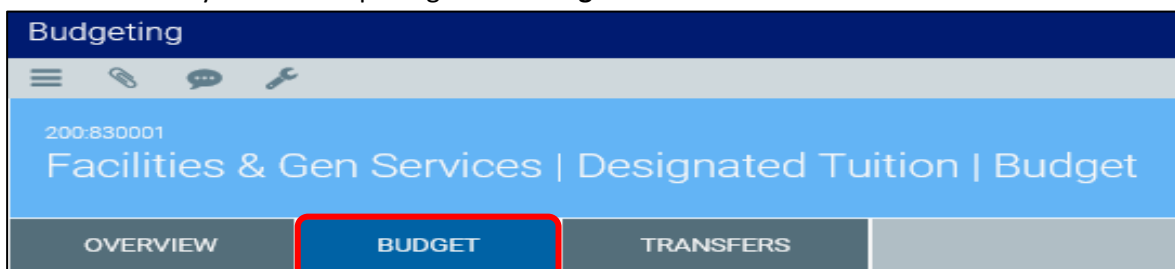 Budgeting
200:830001
Facilities & Gen Services | Designated Tuition | Budget
OVERVIEW BUDGET TRANSFERS